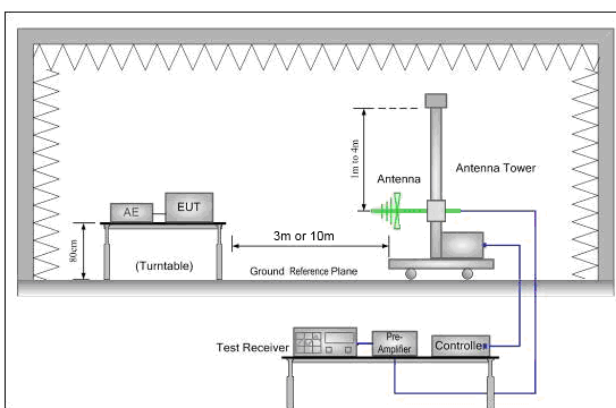 1m to 4m
Antenna
Antenna Tower
AE
EUT
80cm
(Turntable)
3m or 10m
Ground Reference Plane
Test Receiver
Pre-
Amplifier
Controller